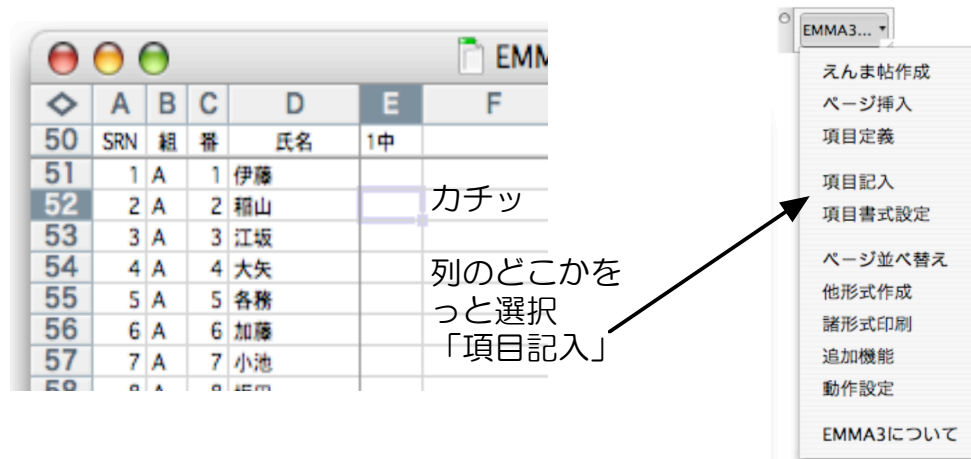 EMM
A B C D E F
50 SRN 組 番 氏名 1中
51 1 A 1 伊藤
52 2 A 2 稲山
53 3 A 3 江坂
54 4 A 4 大矢
55 5 A 5 各務
56 6 A 6 加藤
57 7 A 7 小池
カチッ
列のどこかを
っと選択
「項目記入」
EMMA3...
えんま帖作成
ページ挿入
項目定義
項目記入
項目書式設定
ページ並べ替え
他形式作成
諸形式印刷
追加機能
動作設定
EMMA3について